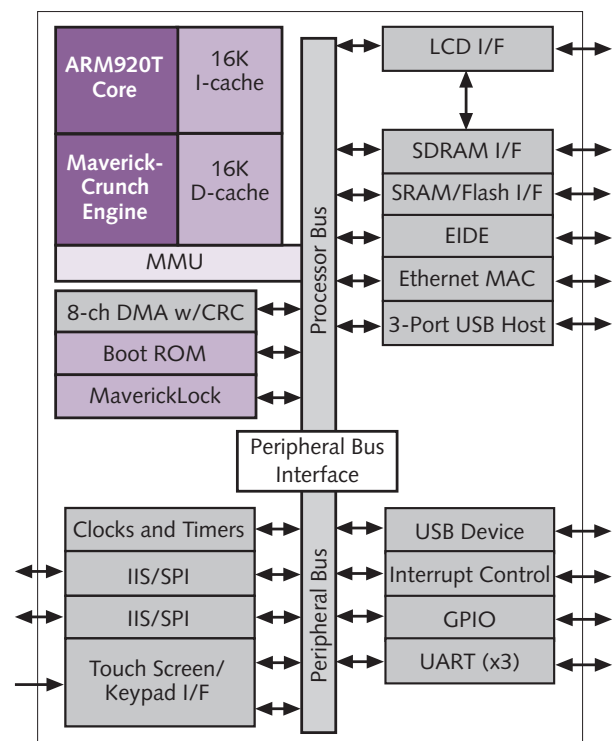 ARM920T
Core
16K
I-cache
Maverick-
Crunch
Engine
16K
D-cache
MMU
8-ch DMA w/CRC
Boot ROM
MaverickLock
Processor Bus
LCD I/F
SDRAM I/F
SRAM/Flash I/F
EIDE
Ethernet MAC
3-Port USB Host
Peripheral Bus
Interface
Clocks and Timers
IIS/SPI
IIS/SPI
Touch Screen/
Keypad I/F
Peripheral Bus
USB Device
Interrupt Control
GPIO
UART (x3)